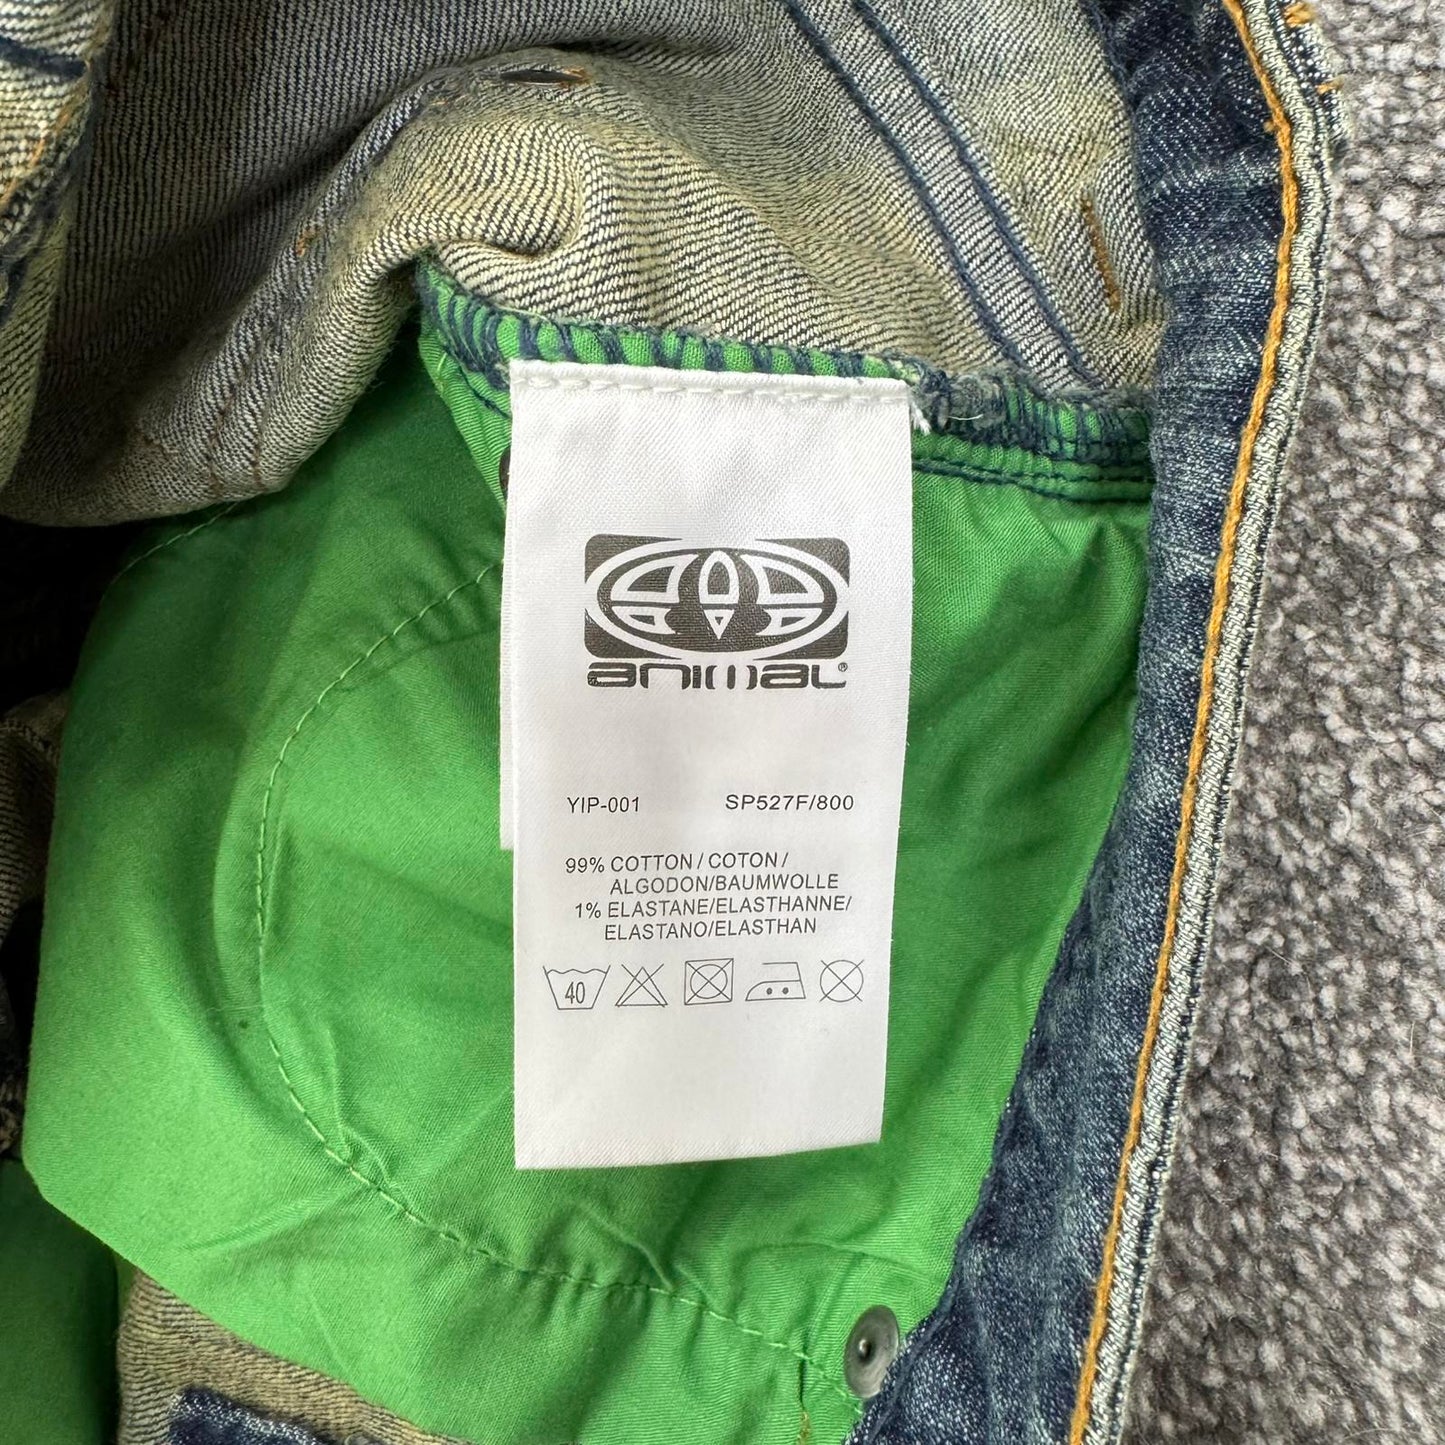 animal®
YIP-001 SP527F/800
99% COTTON / COTON /
ALGODON/BAUMWOLLE
1% ELASTANE/ELASTHANNE/
ELASTANO/ELASTHAN
40